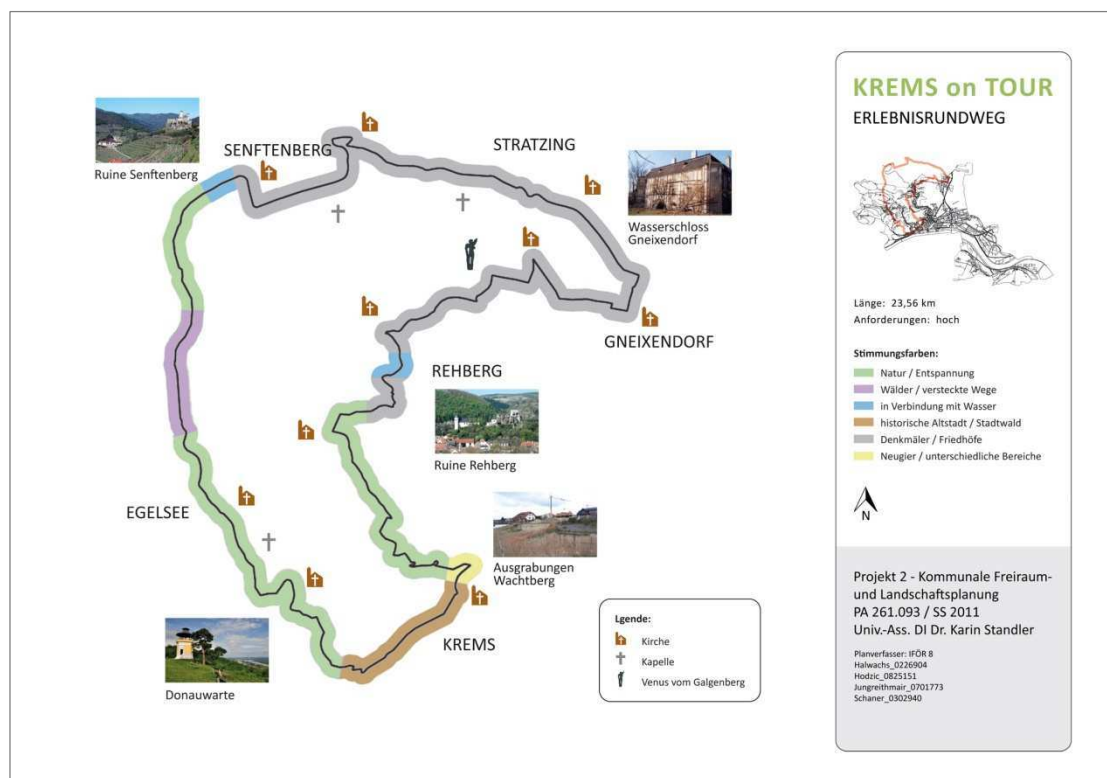 KREMS on TOUR
ERLEBNISRUNDWEG
Länge: 23,56 km
Anforderungen: hoch
Stimmungsfarben:
Natur / Entspannung
Wälder / versteckte Wege
in Verbindung mit Wasser
historische Altstadt / Stadtwald
Denkmäler / Friedhöfe
Neugier / unterschiedliche Bereiche
N
Projekt 2 - Kommunale Freiraum-
und Landschaftsplanung
PA 261.093 / SS 2011
Univ.-Ass. DI Dr. Karin Standler
Planverfasser: IFÖR 8
Halwachs_0226904
Hodzic_0825151
Jungreithmair_0701773
Schaner_0302940
SENFTENBERG
STRATZING
Ruine Senftenberg
Wasserschloss
Gneixendorf
GNEIXENDORF
REHBERG
Ruine Rehberg
EGELSEE
Ausgrabungen
Wachtberg
KREMS
Donauwarte
Lgende:
Kirche
Kapelle
Venus vom Galgenberg